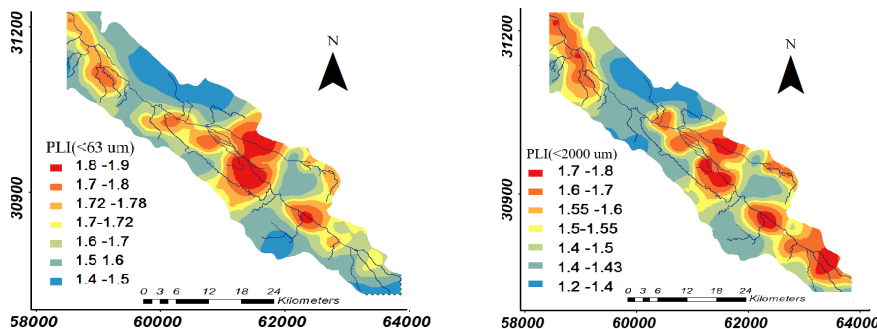 31200
30900
N
PLI(<63 um)
1.8 -1.9
1.7 -1.8
1.72 -1.78
1.7-1.72
1.6 -1.7
1.5 1.6
1.4 -1.5
0 3 6 12 18 24
Kilometers
58000 60000 62000 64000
31200
30900
N
PLI(<2000 um)
1.7 -1.8
1.6 -1.7
1.55 -1.6
1.5-1.55
1.4 -1.5
1.4 -1.43
1.2 -1.4
0 3 6 12 18 24
Kilometers
58000 60000 62000 64000